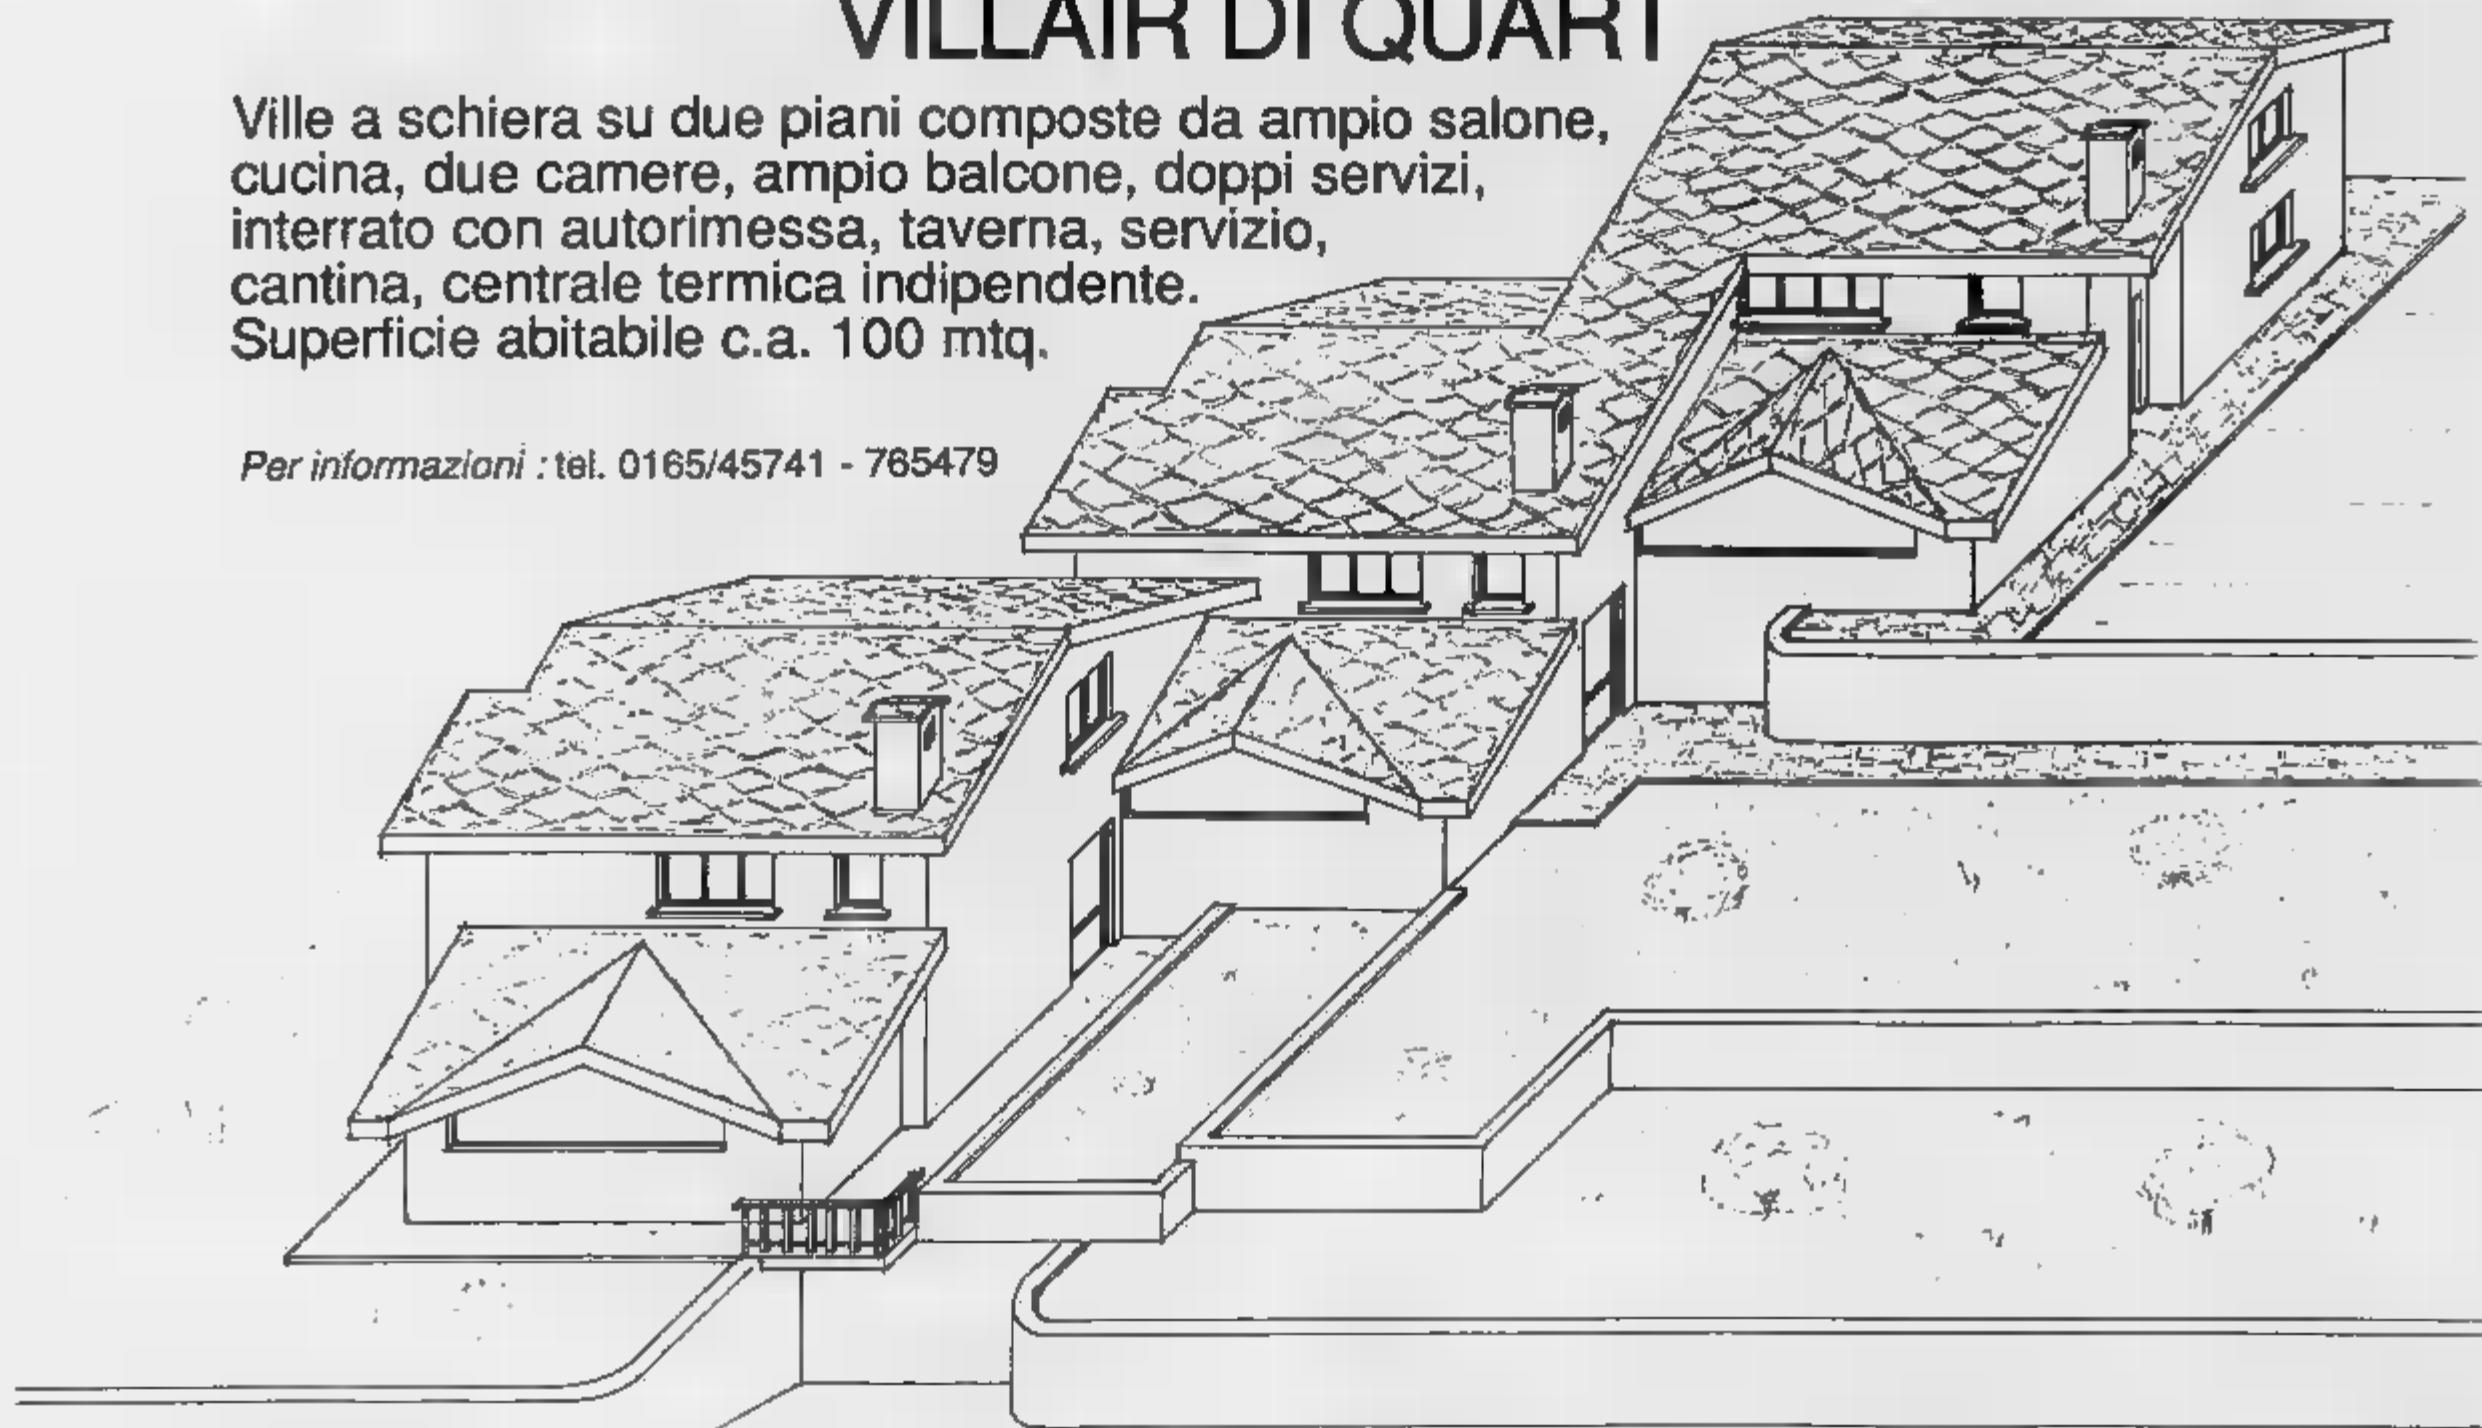 VILLAIR DI QUART
Ville a schiera su due piani composte da ampio salone,
cucina, due camere, ampio balcone, doppi servizi,
interrato con autorimessa, taverna, servizio,
cantina, centrale termica indipendente.
Superficie abitabile c.a. 100 mtq.
Per informazioni : tel. 0165/45741 - 765479